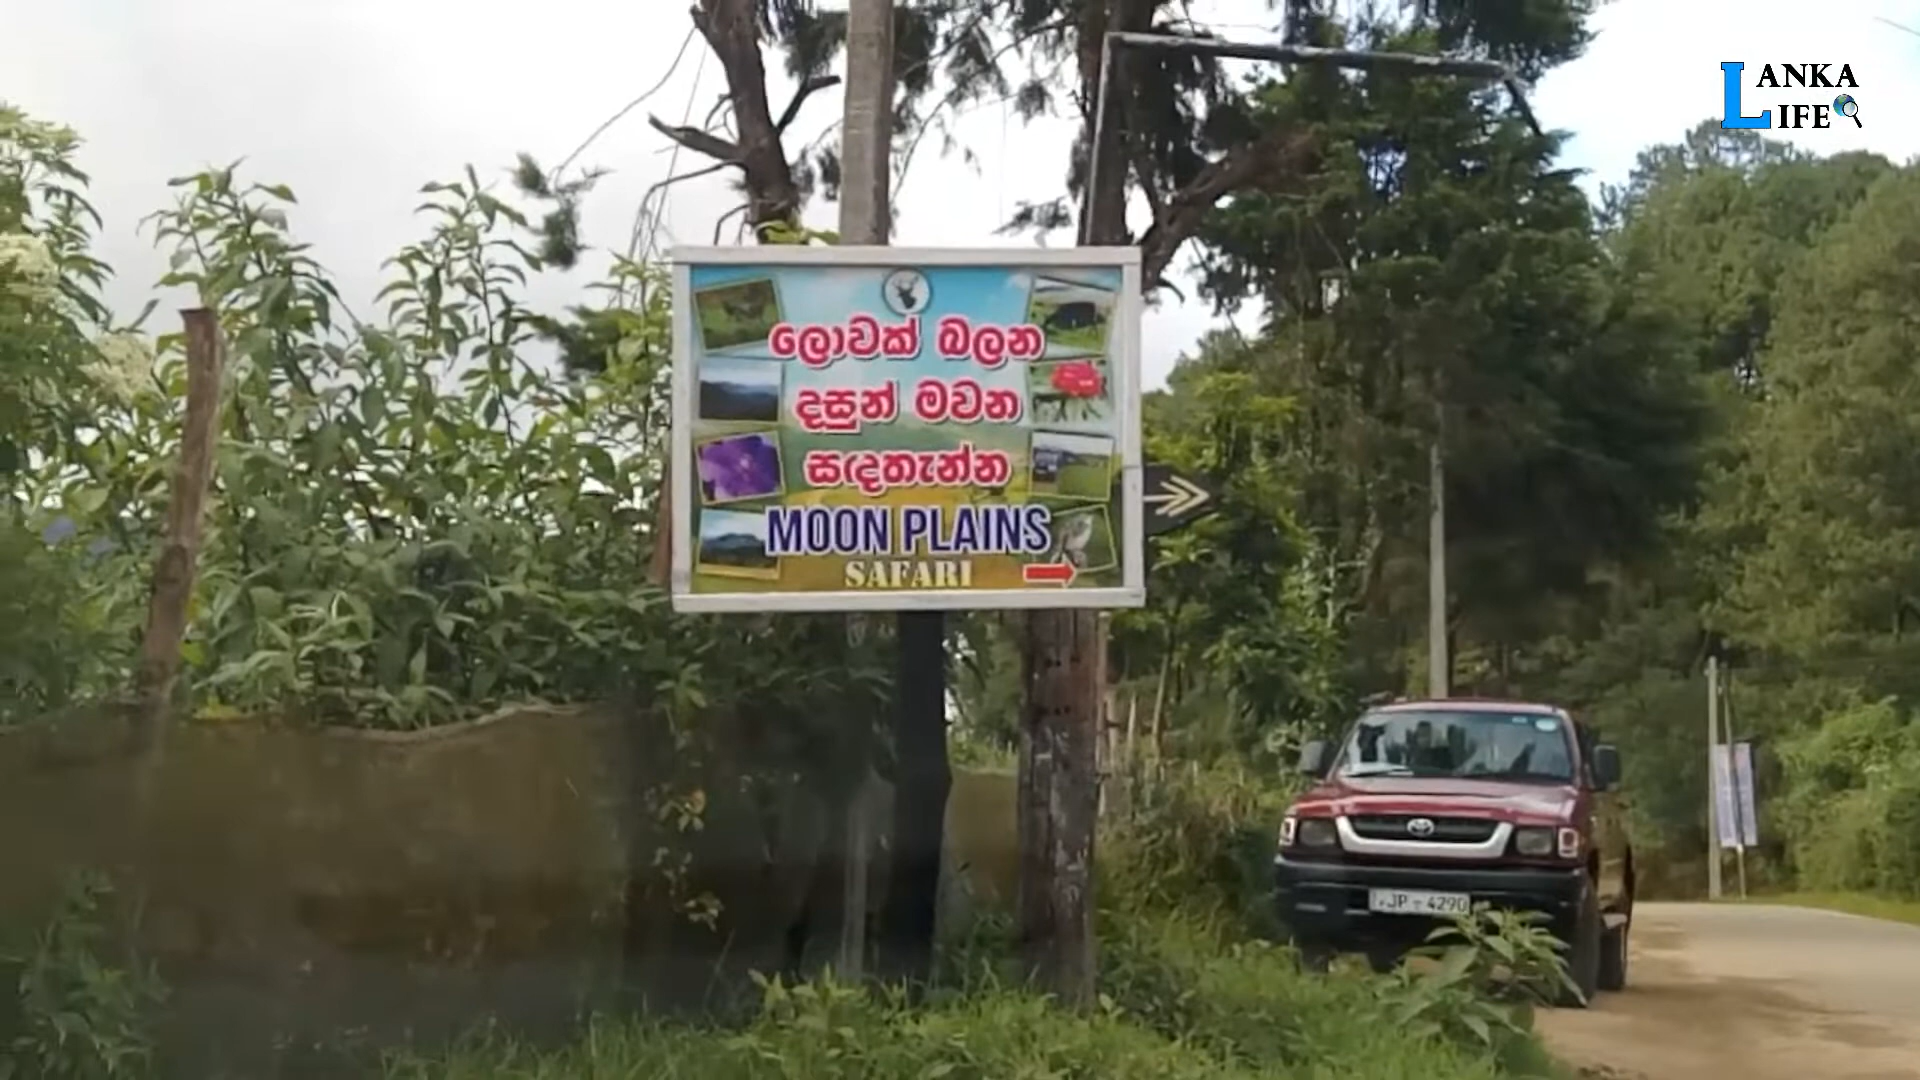 LANKA
LIFE
ලොවක් බලන
දසුන් මවන
සඳතැන්න
MOON PLAINS
SAFARI
JP 4290